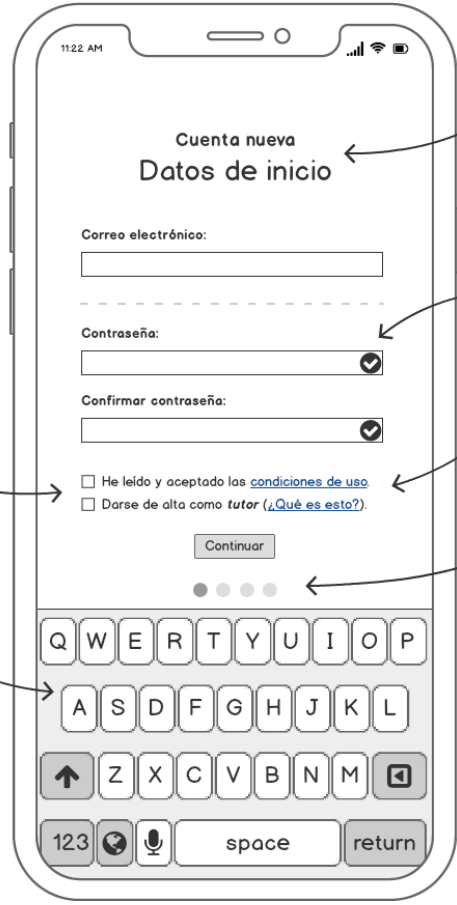 11:22 AM
Cuenta nueva
Datos de inicio
Correo electrónico:
Contraseña:
Confirmar contraseña:
He leído y aceptado las condiciones de uso.
Darse de alta como tutor (¿Qué es esto?).
Continuar
Q W E R T Y U I O P
A S D F G H J K L
Z X C V B N M
123 space return